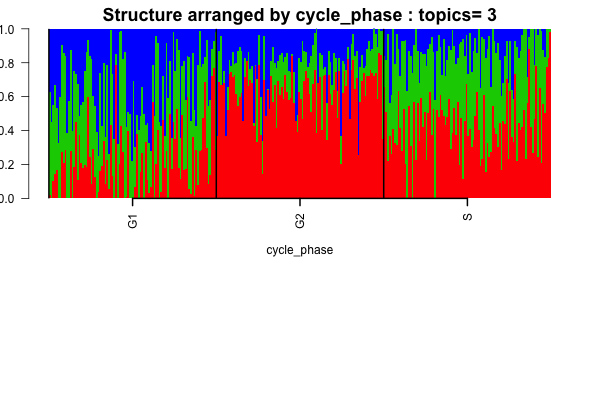 Structure arranged by cycle_phase : topics= 3
1.0
0.8
0.6
0.4
0.2
0.0
G1
G2
S
cycle_phase